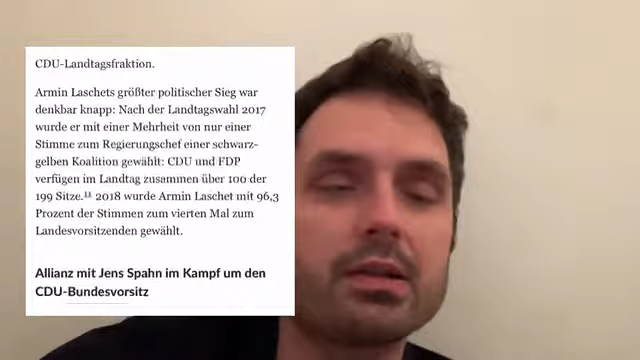 CDU-Landtagsfraktion.
Armin Laschets größter politischer Sieg war
denkbar knapp: Nach der Landtagswahl 2017
wurde er mit einer Mehrheit von nur einer
Stimme zum Regierungschef einer schwarz-
gelben Koalition gewählt: CDU und FDP
verfügen im Landtag zusammen über 100 der
199 Sitze.¹¹ 2018 wurde Armin Laschet mit 96,3
Prozent der Stimmen zum vierten Mal zum
Landesvorsitzenden gewählt.
Allianz mit Jens Spahn im Kampf um den
CDU-Bundesvorsitz